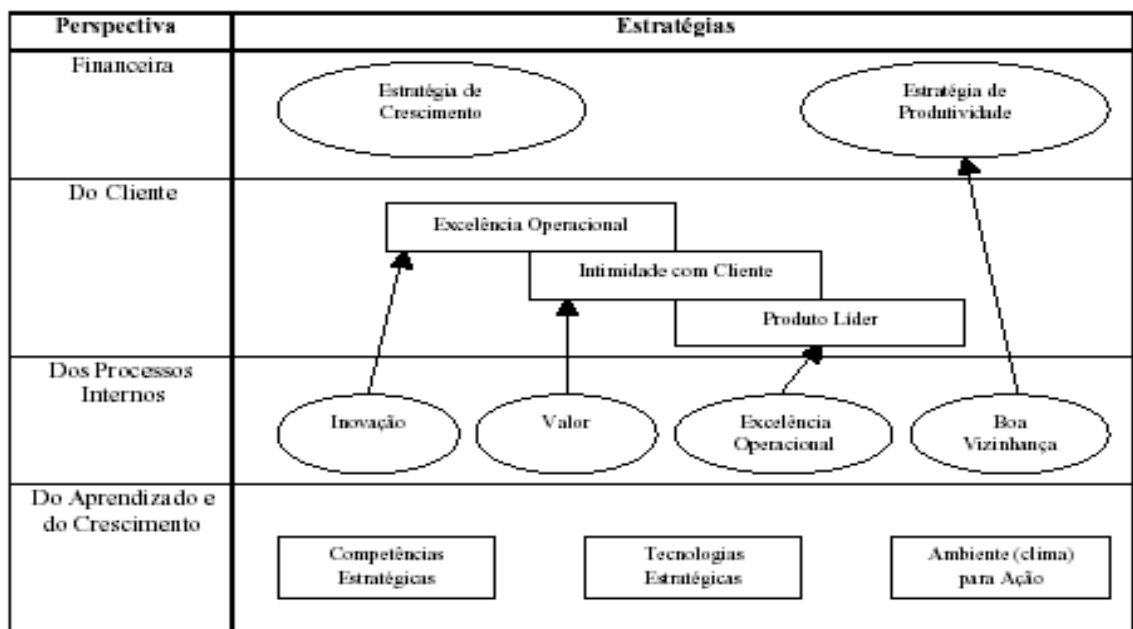 Perspectiva
Estratégias
Financeira
Estratégia de
Crescimento
Estratégia de
Produtividade
Do Cliente
Excelência Operacional
Intimidade com Cliente
Produto Líder
Dos Processos
Internos
Inovação
Valor
Excelência
Operacional
Boa
Vizinhança
Do Aprendizado e
do Crescimento
Competências
Estratégicas
Tecnologias
Estratégicas
Ambiente (clima)
para Ação